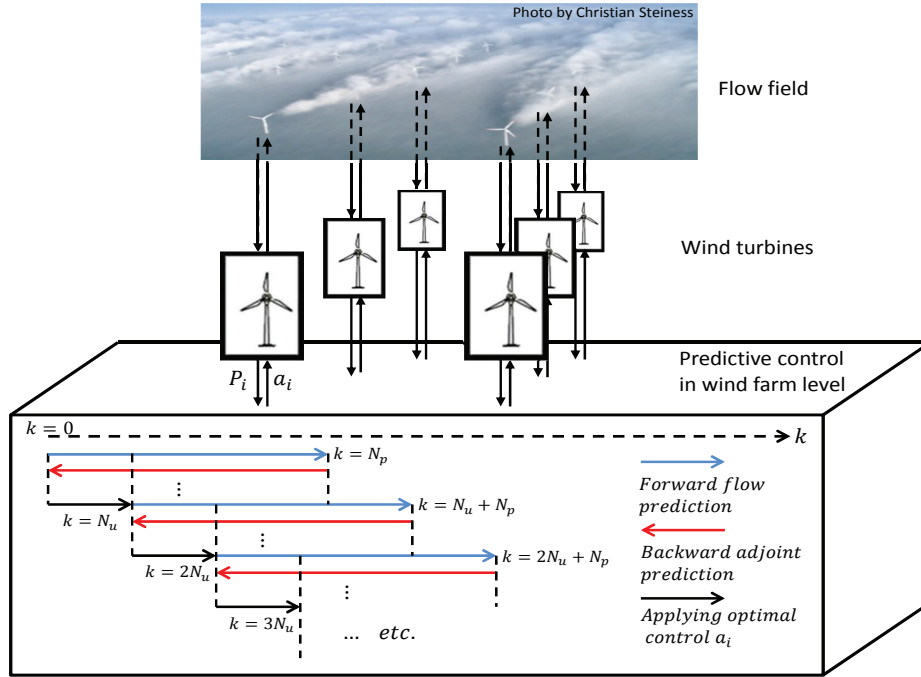 Photo by Christian Steiness
Flow field
Wind turbines
Predictive control
in wind farm level
P_i a_i
k = 0
k
k = N_p
⋮
k = N_u
k = N_u + N_p
⋮
k = 2N_u
k = 2N_u + N_p
⋮
k = 3N_u
... etc.
Forward flow
prediction
Backward adjoint
prediction
Applying optimal
control a_i